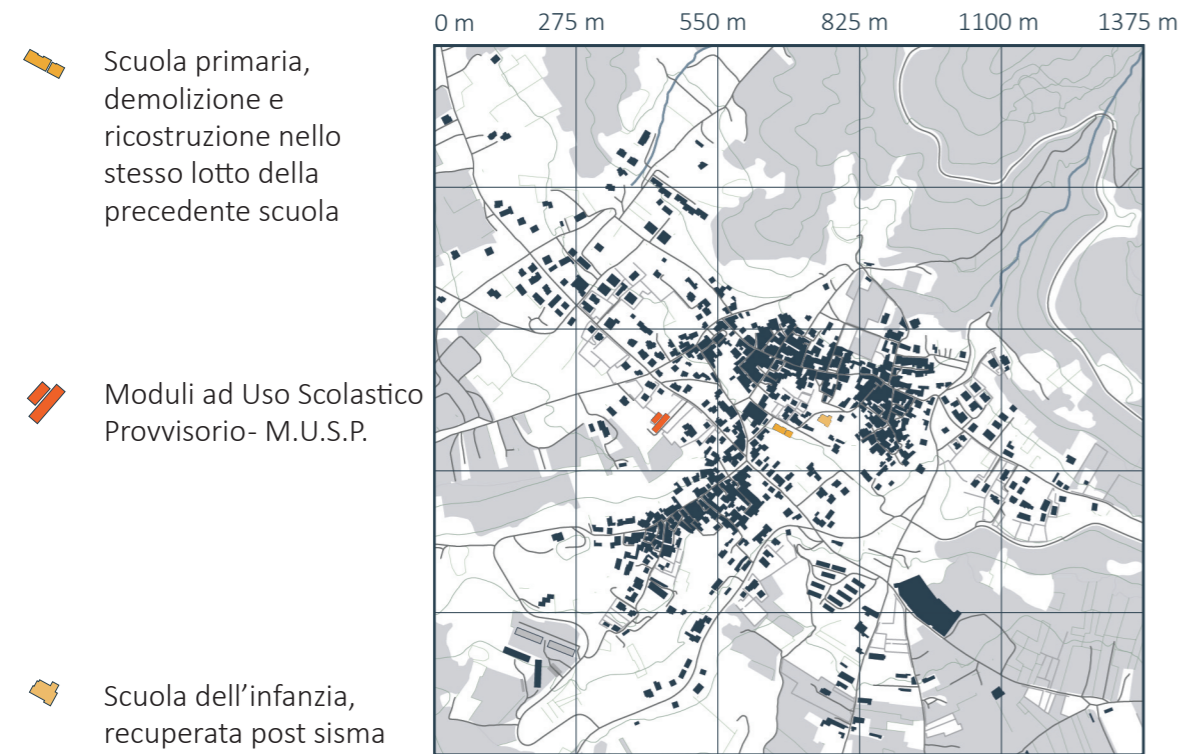 0 m 275 m 550 m 825 m 1100 m 1375 m
Scuola primaria,
demolizione e
ricostruzione nello
stesso lotto della
precedente scuola
Moduli ad Uso Scolastico
Provvisorio- M.U.S.P.
Scuola dell’infanzia,
recuperata post sisma